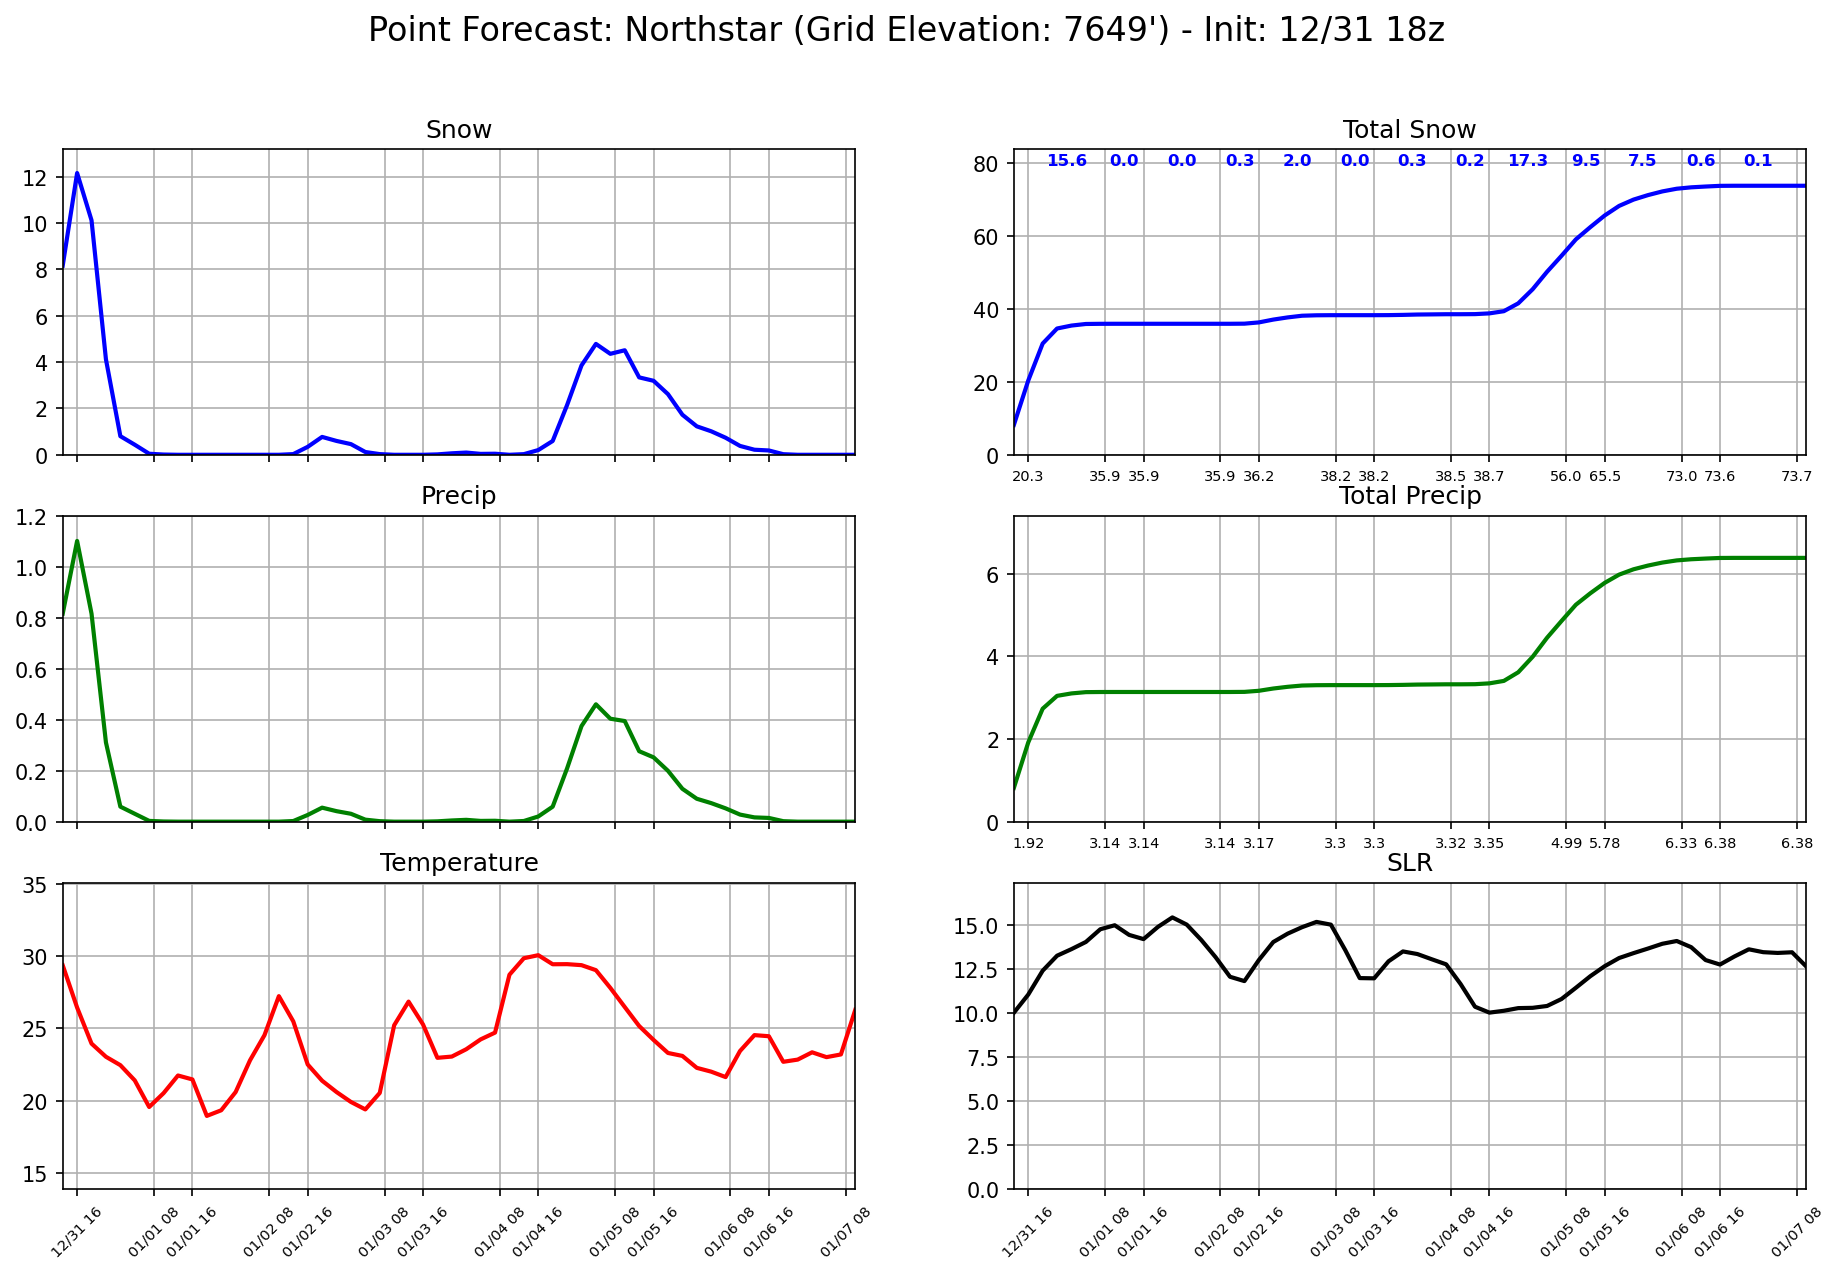 Point Forecast: Northstar (Grid Elevation: 7649') - Init: 12/31 18z
Snow
12
10
8
6
4
2
0
Total Snow
15.6 0.0 0.0 0.3 2.0 0.0 0.3 0.2 17.3 9.5 7.5 0.6 0.1
80
60
40
20
0
20.3 35.9 35.9 35.9 36.2 38.2 38.2 38.5 38.7 56.0 65.5 73.0 73.6 73.7
Precip
1.2
1.0
0.8
0.6
0.4
0.2
0.0
Total Precip
6
4
2
0
1.92 3.14 3.14 3.14 3.17 3.3 3.3 3.32 3.35 4.99 5.78 6.33 6.38 6.38
Temperature
35
30
25
20
15
12/31 16 01/01 08 01/01 16 01/02 08 01/02 16 01/03 08 01/03 16 01/04 08 01/04 16 01/05 08 01/05 16 01/06 08 01/06 16 01/07 08
SLR
15.0
12.5
10.0
7.5
5.0
2.5
0.0
12/31 16 01/01 08 01/01 16 01/02 08 01/02 16 01/03 08 01/03 16 01/04 08 01/04 16 01/05 08 01/05 16 01/06 08 01/06 16 01/07 08